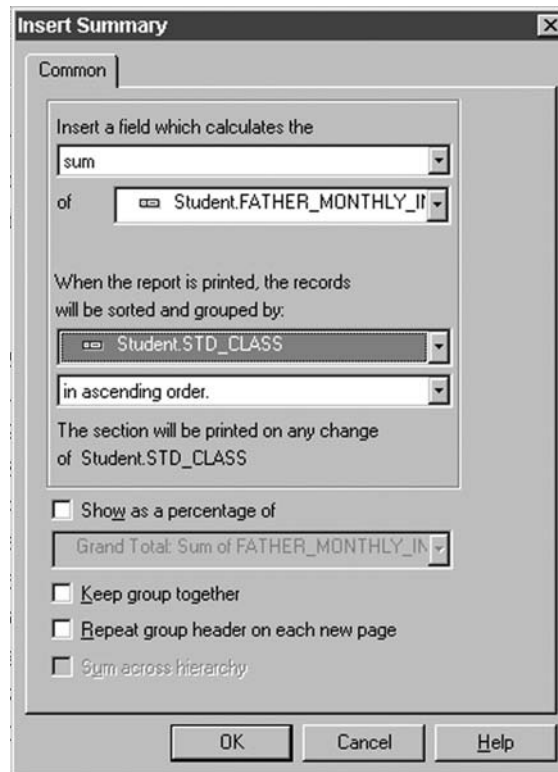 Insert Summary
Common
Insert a field which calculates the
sum
of Student.FATHER_MONTHLY_IN
When the report is printed, the records
will be sorted and grouped by:
Student.STD_CLASS
in ascending order.
The section will be printed on any change
of Student.STD_CLASS
Show as a percentage of
Grand Total: Sum of FATHER_MONTHLY_IN
Keep group together
Repeat group header on each new page
Sum across hierarchy
OK Cancel Help